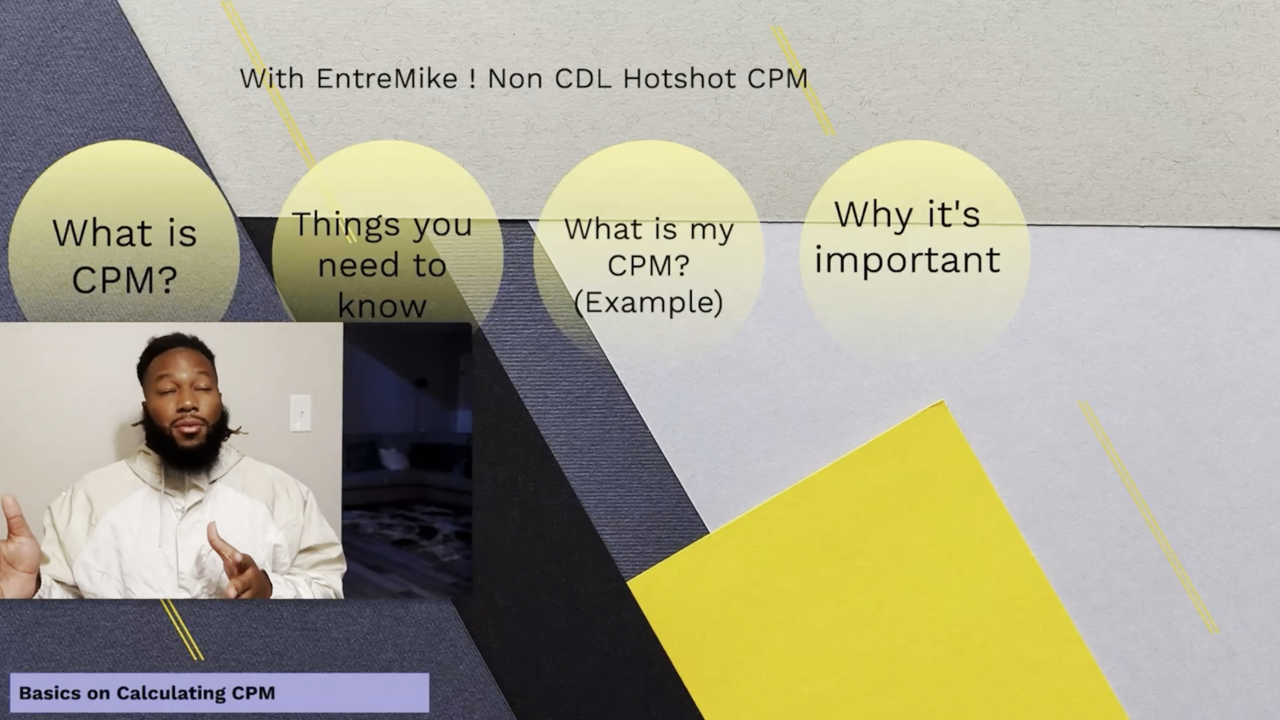 With EntreMike ! Non CDL Hotshot CPM
What is
CPM?
Things you
need to
know
What is my
CPM?
(Example)
Why it's
important
Basics on Calculating CPM